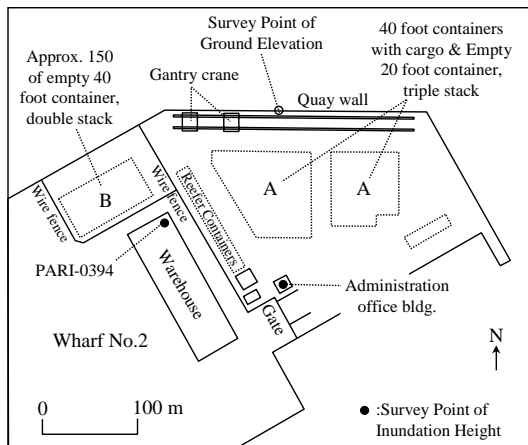 Survey Point of
Ground Elevation
40 foot containers
with cargo & Empty
20 foot container,
triple stack
Approx. 150
of empty 40
foot container,
double stack
Gantry crane
Quay wall
A
A
B
Wire fence
Wire fence
Reefer Containers
PARI-0394
Warehouse
Administration
office bldg.
Gate
Wharf No.2
N
0
100 m
● :Survey Point of
Inundation Height